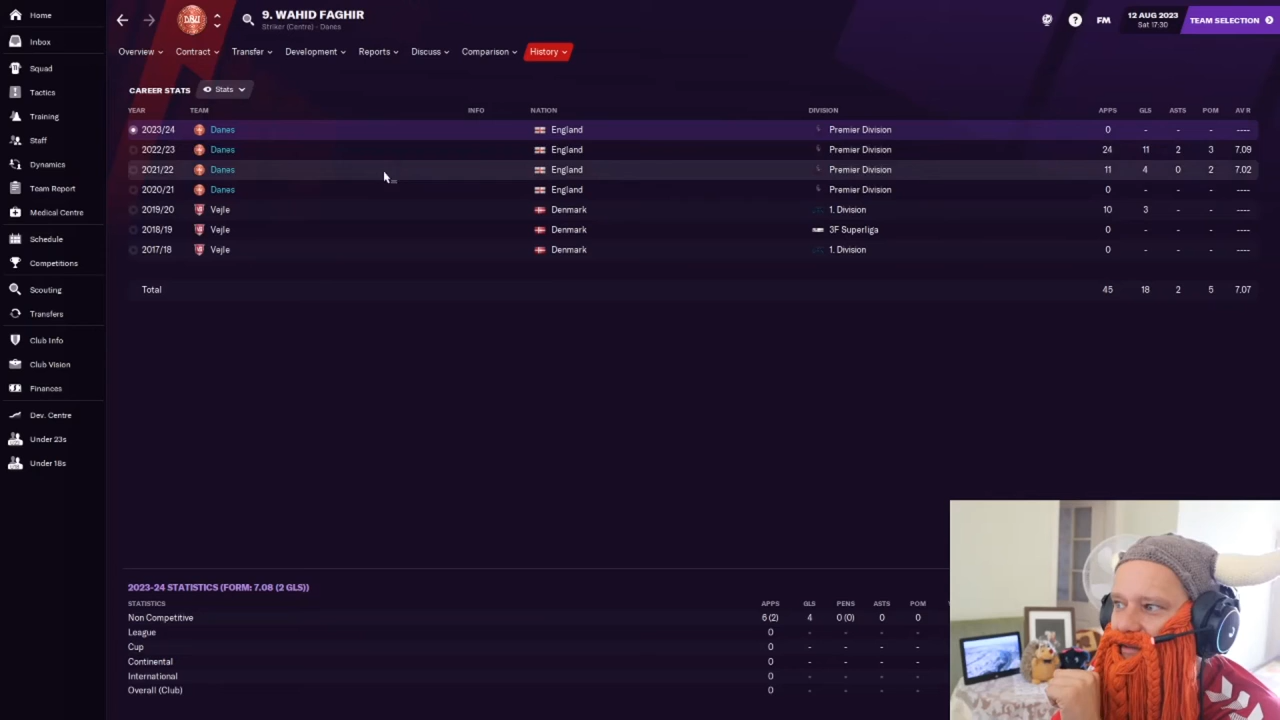 Home
Inbox
Squad
Tactics
Training
Staff
Dynamics
Team Report
Medical Centre
Schedule
Competitions
Scouting
Transfers
Club Info
Club Vision
Finances
Dev. Centre
Under 23s
Under 18s
DBU
9. WAHID FAGHIR
Striker (Centre) - Danes
? FM 12 AUG 2023
Sat 17:30
TEAM SELECTION
Overview Contract Transfer Development Reports Discuss Comparison History
CAREER STATS Stats
YEAR TEAM INFO NATION DIVISION APPS GLS ASTS POM AV R
2023/24 Danes England Premier Division 0 - - - ----
2022/23 Danes England Premier Division 24 11 2 3 7.09
2021/22 Danes England Premier Division 11 4 0 2 7.02
2020/21 Danes England Premier Division 0 - - - ----
2019/20 Vejle Denmark 1. Division 10 3 - - ----
2018/19 Vejle Denmark 3F Superliga 0 - - - ----
2017/18 Vejle Denmark 1. Division 0 - - - ----
Total 45 18 2 5 7.07
2023-24 STATISTICS (FORM: 7.08 (2 GLS))
STATISTICS APPS GLS PENS ASTS POM
Non Competitive 6 (2) 4 0 (0) 0 0
League 0 - - - -
Cup 0 - - - -
Continental 0 - - - -
International 0 - - - -
Overall (Club) 0 - - - -